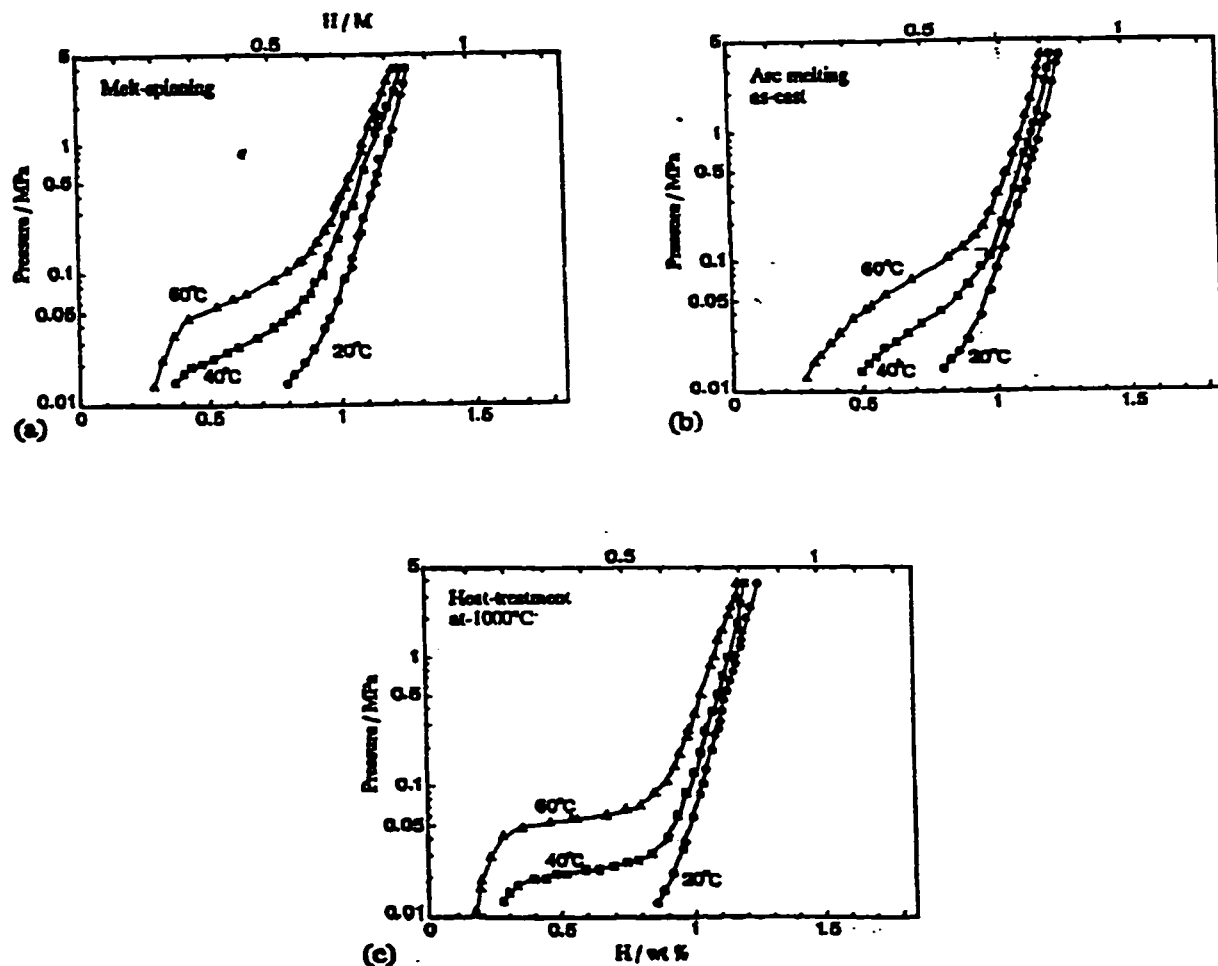 H / M
0.5 1
5
Melt-spinning
1
0.5
Pressure / MPa
0.1
60°C
0.05
40°C
20°C
0.01
0 0.5 1 1.5
(a)
0.5 1
5
Arc melting
as-cast
1
0.5
Pressure / MPa
0.1
60°C
0.05
40°C
20°C
0.01
0 0.5 1 1.5
(b)
0.5 1
5
Heat-treatment
at-1000°C
1
0.5
Pressure / MPa
0.1
60°C
0.05
40°C
20°C
0.01
0 0.5 1 1.5
(c)
H / wt %